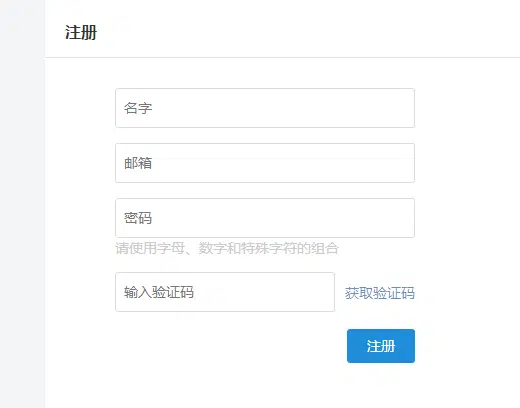 注册
名字
邮箱
密码
请使用字母、数字和特殊字符的组合
输入验证码
获取验证码
注册